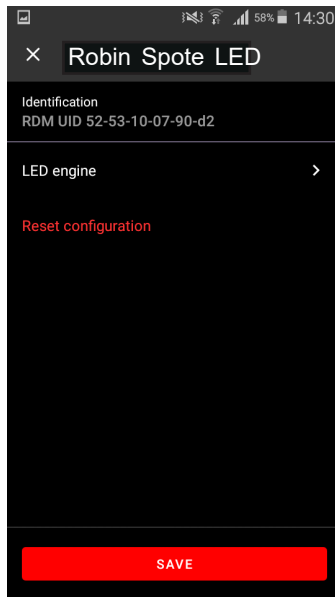 58% 14:30
× Robin Spote LED
Identification
RDM UID 52-53-10-07-90-d2
LED engine
Reset configuration
SAVE